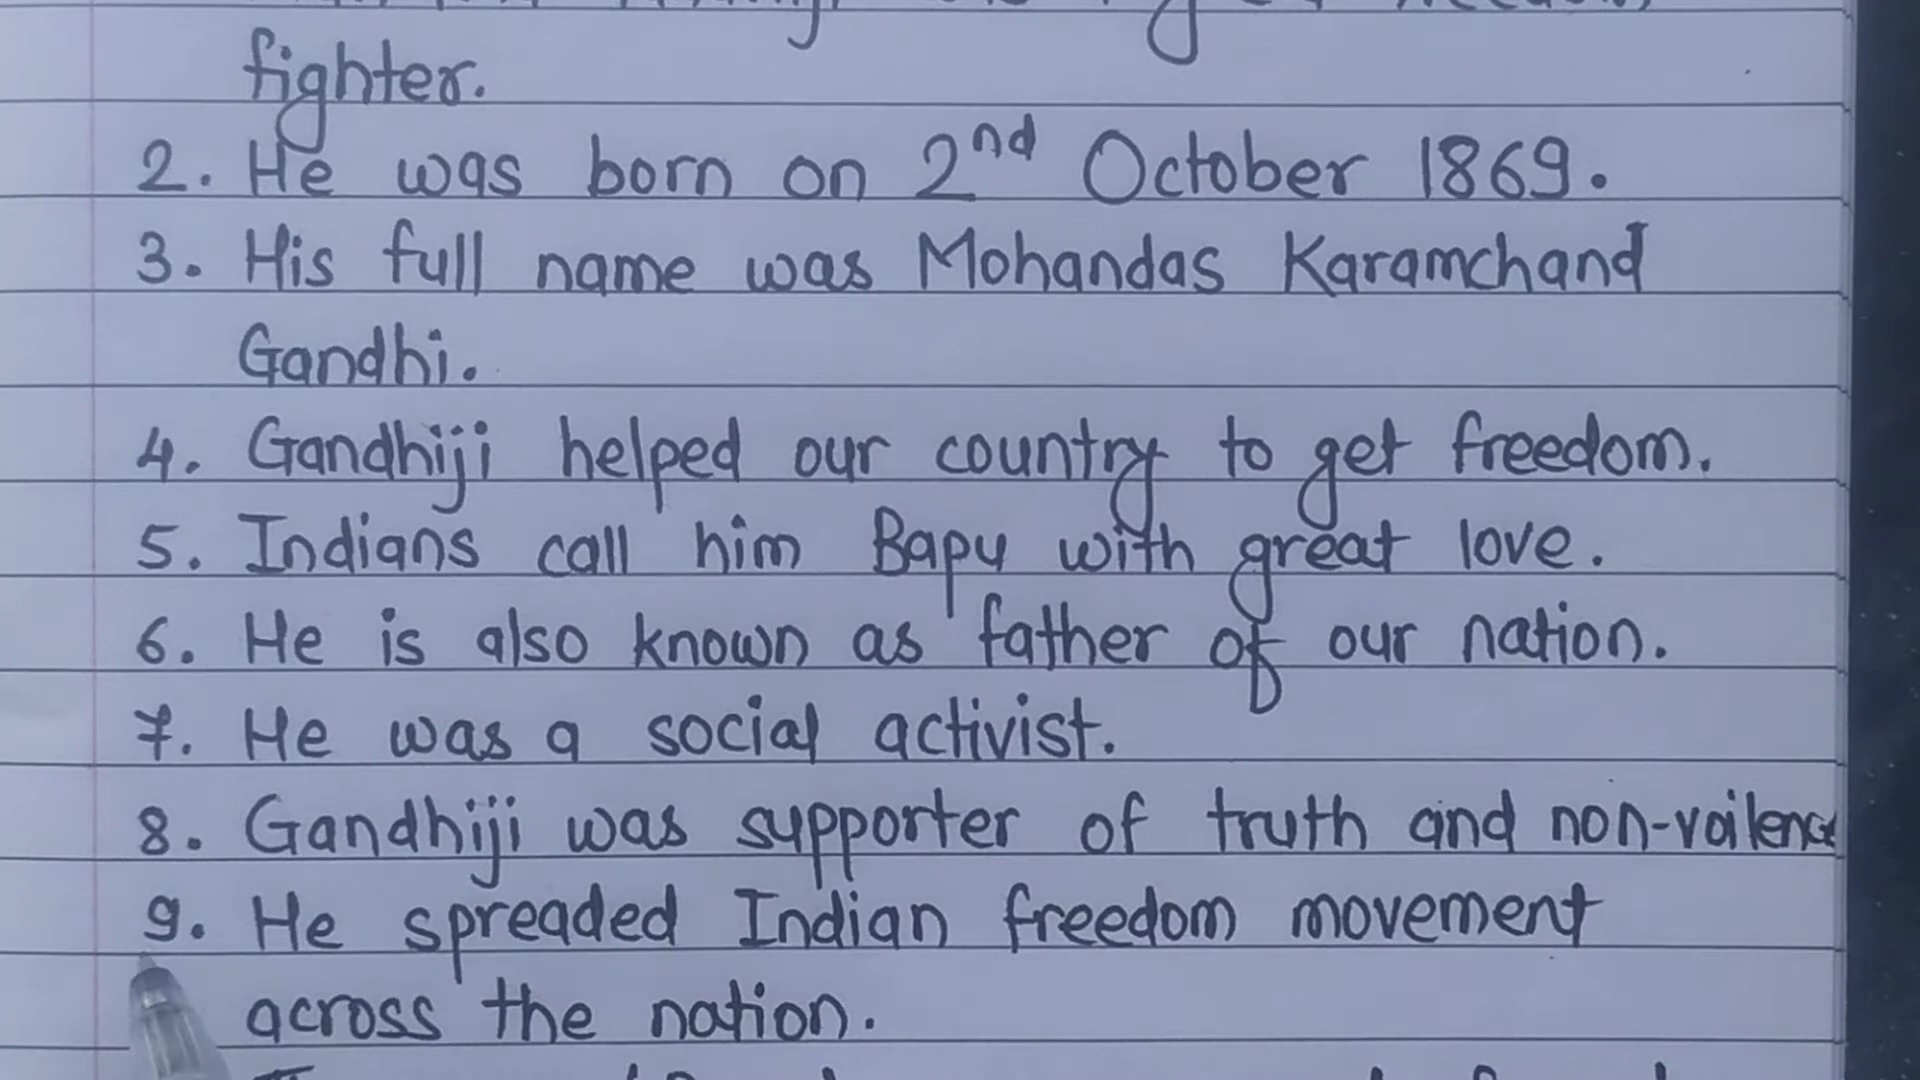 fighter.
2. He was born on 2nd October 1869.
3. His full name was Mohandas Karamchand
Gandhi.
4. Gandhiji helped our country to get freedom.
5. Indians call him Bapu with great love.
6. He is also known as father of our nation.
7. He was a social activist.
8. Gandhiji was supporter of truth and non-voilence
9. He spreaded Indian freedom movement
across the nation.